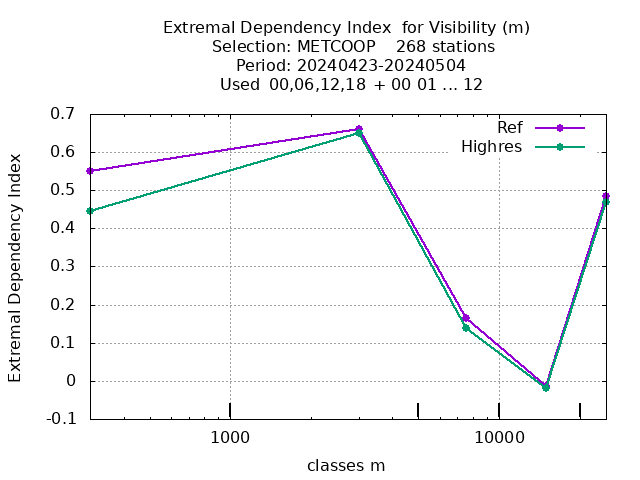 Extremal Dependency Index  for Visibility (m)
Selection: METCOOP    268 stations
Period: 20240423-20240504
Used  00,06,12,18 + 00 01 ... 12
Ref
Highres
Extremal Dependency Index
0.7
0.6
0.5
0.4
0.3
0.2
0.1
0
-0.1
1000
10000
classes m